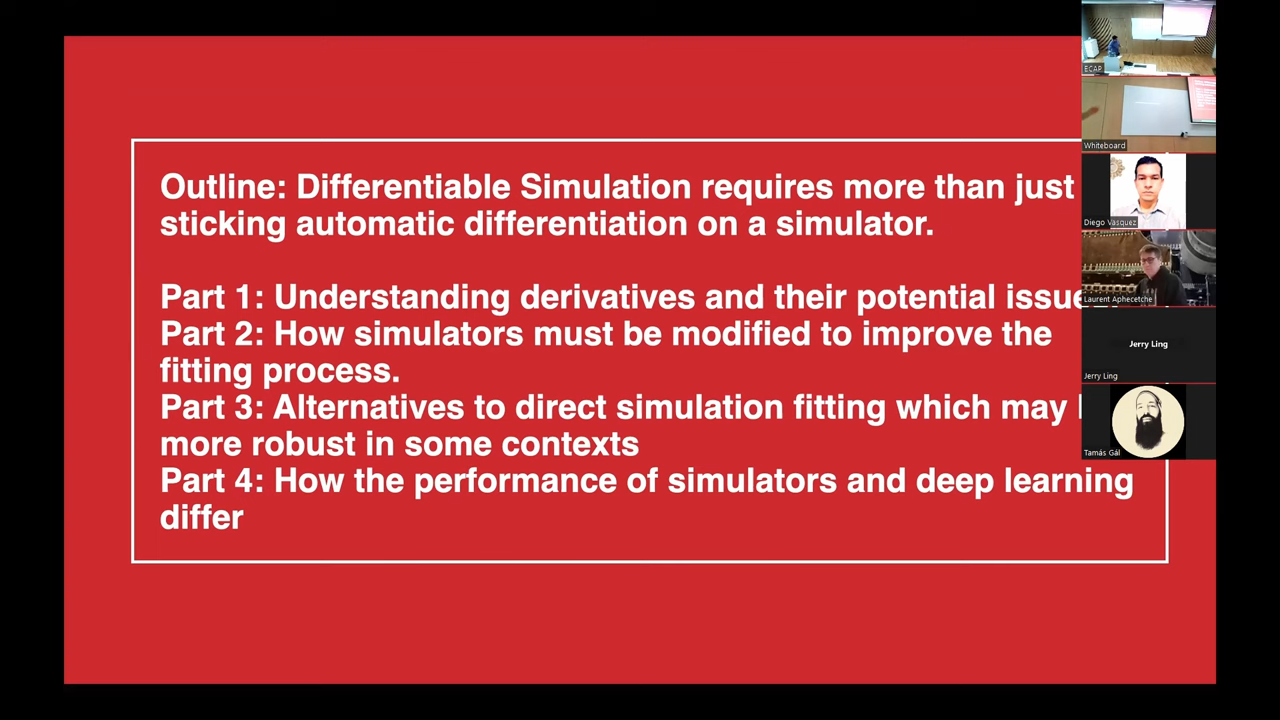 Outline: Differentiable Simulation requires more than just
sticking automatic differentiation on a simulator.
Part 1: Understanding derivatives and their potential
Part 2: How simulators must be modified to improve the
fitting process.
Part 3: Alternatives to direct simulation fitting which may
more robust in some contexts
Part 4: How the performance of simulators and deep learning
differ
ECAP
Whiteboard
Diego Vasquez
Laurent Aphecetche
Jerry Ling
Jerry Ling
Tamás Gál